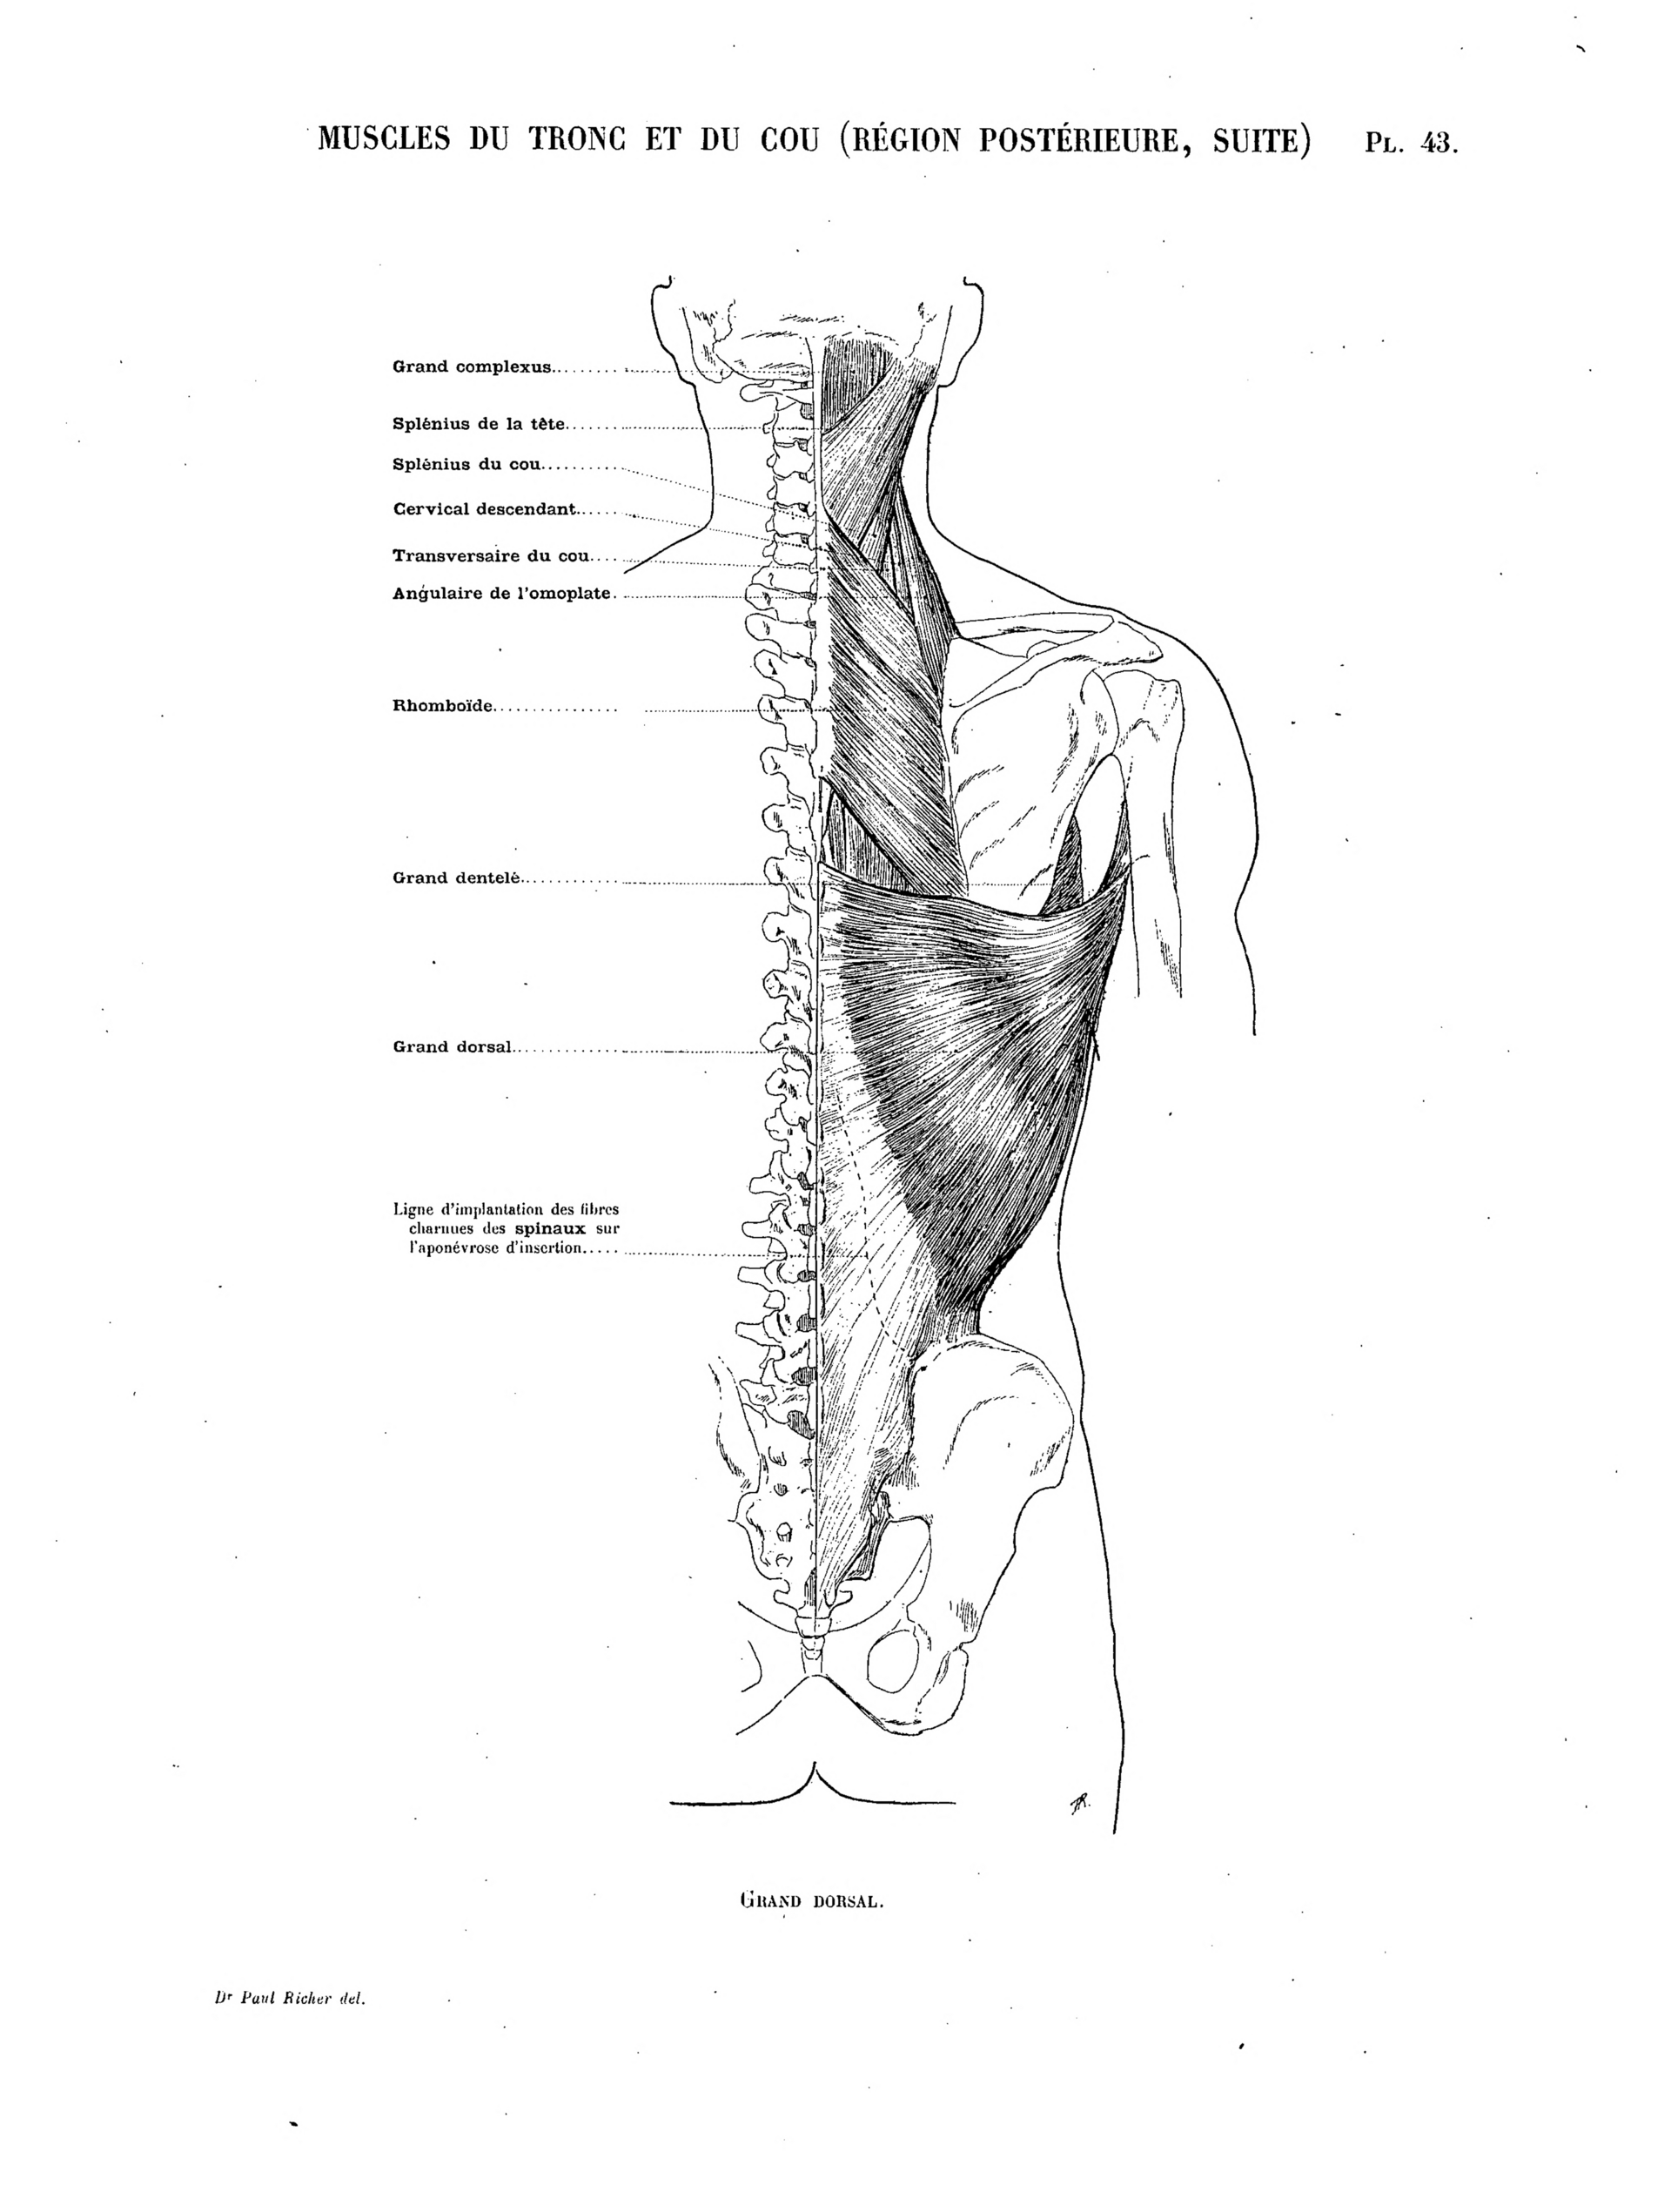 MUSCLES DU TRONC ET DU COU (RÉGION POSTÉRIEURE, SUITE) PL. 43.
Grand complexus........
Splénius de la tête......
Splénius du cou..........
Cervical descendant......
Transversaire du cou....
Angulaire de l'omoplate.
Rhomboïde...............
Grand dentelé............
Grand dorsal.............
Ligne d'implantation des fibres
charnues des spinaux sur
l'aponévrose d'insertion.....
GRAND DORSAL.
Dr Paul Richer del.